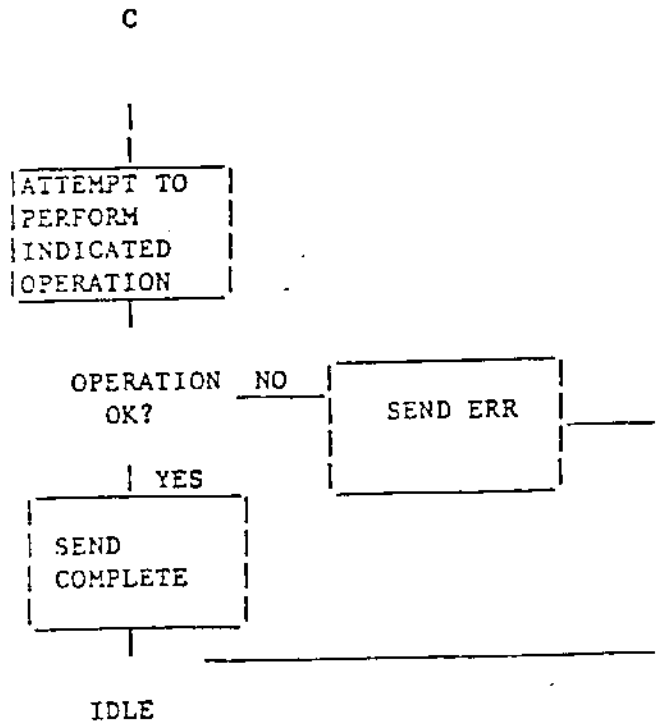 C
ATTEMPT TO
PERFORM
INDICATED
OPERATION
OPERATION NO
OK?
SEND ERR
YES
SEND
COMPLETE
IDLE